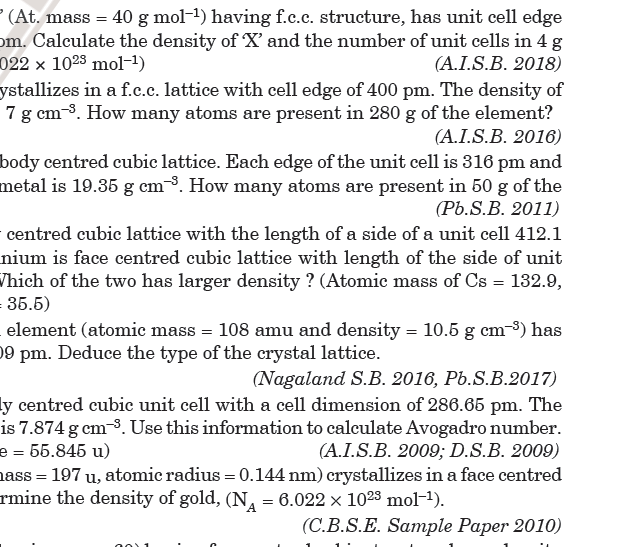 ’ (At. mass = 40 g mol–1) having f.c.c. structure, has unit cell edge
om. Calculate the density of ‘X’ and the number of unit cells in 4 g
022 × 10²³ mol–1) (A.I.S.B. 2018)
ystallizes in a f.c.c. lattice with cell edge of 400 pm. The density of
7 g cm–3. How many atoms are present in 280 g of the element?
(A.I.S.B. 2016)
body centred cubic lattice. Each edge of the unit cell is 316 pm and
metal is 19.35 g cm–3. How many atoms are present in 50 g of the
(Pb.S.B. 2011)
centred cubic lattice with the length of a side of a unit cell 412.1
nium is face centred cubic lattice with length of the side of unit
Which of the two has larger density ? (Atomic mass of Cs = 132.9,
= 35.5)
element (atomic mass = 108 amu and density = 10.5 g cm–3) has
09 pm. Deduce the type of the crystal lattice.
(Nagaland S.B. 2016, Pb.S.B.2017)
dy centred cubic unit cell with a cell dimension of 286.65 pm. The
is 7.874 g cm–3. Use this information to calculate Avogadro number.
e = 55.845 u) (A.I.S.B. 2009; D.S.B. 2009)
mass = 197 u, atomic radius = 0.144 nm) crystallizes in a face centred
rmine the density of gold, (NA = 6.022 × 10²³ mol–1).
(C.B.S.E. Sample Paper 2010)